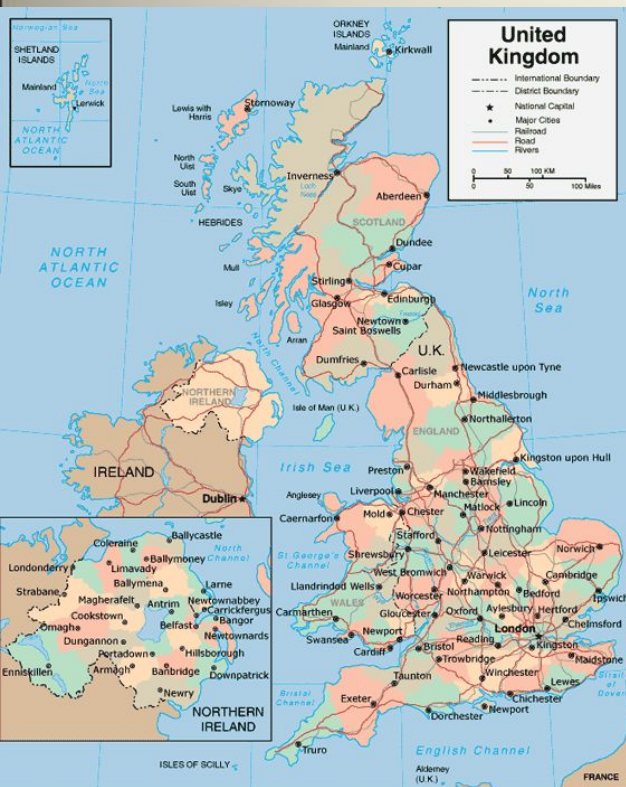 Norwegian Sea
SHETLAND
ISLANDS
Mainland
North
Sea
Lerwick
NORTH
ATLANTIC
OCEAN
ORKNEY
ISLANDS
Mainland
Kirkwall
United
Kingdom
International Boundary
District Boundary
National Capital
Major Cities
Railroad
Road
Rivers
0 50 100 KM
0 50 100 Miles
Lewis with
Harris
Stornoway
North
Uist
South
Uist
Skye
HEBRIDES
Inverness
Loch
Ness
Aberdeen
SCOTLAND
Dundee
Cupar
Mull
Stirling
Glasgow
Edinburgh
Isley
Arran
Newtown
Saint Boswells
Tweed
U.K.
NORTH
ATLANTIC
OCEAN
North
Sea
North Channel
Dumfries
Carlisle
Newcastle upon Tyne
Durham
Middlesbrough
Northallerton
NORTHERN
IRELAND
Isle of Man (U.K.)
ENGLAND
IRELAND
Dublin
Irish Sea
Preston
Kingston upon Hull
Wakefield
Barnsley
Anglesey
Liverpool
Manchester
Lincoln
Caernarfon
Mold
Chester
Matlock
Nottingham
Stafford
St George's
Channel
Shrewsbury
Leicester
Norwich
West Bromwich
Warwick
Cambridge
Llandrindod Wells
Worcester
Northampton
Bedford
Ipswich
WALES
Carmarthen
Gloucester
Oxford
Aylesbury
Hertford
Chelmsford
London
Swansea
Newport
Cardiff
Bristol
Reading
Kingston
Maidstone
Trowbridge
Taunton
Winchester
Lewes
Strait
of
Dover
Bristol
Channel
Exeter
Chichester
Dorchester
Newport
Truro
English Channel
ISLES OF SCILLY
Alderney
(U.K.)
FRANCE
Coleraine
Ballycastle
North
Channel
Ballymoney
Londonderry
Limavady
Strabane
Ballymena
Larne
Magherafelt
Antrim
Newtownabbey
Carrickfergus
Cookstown
Belfast
Bangor
Omagh
Dungannon
Newtownards
Portadown
Hillsborough
Enniskillen
Armagh
Banbridge
Downpatrick
Newry
NORTHERN
IRELAND